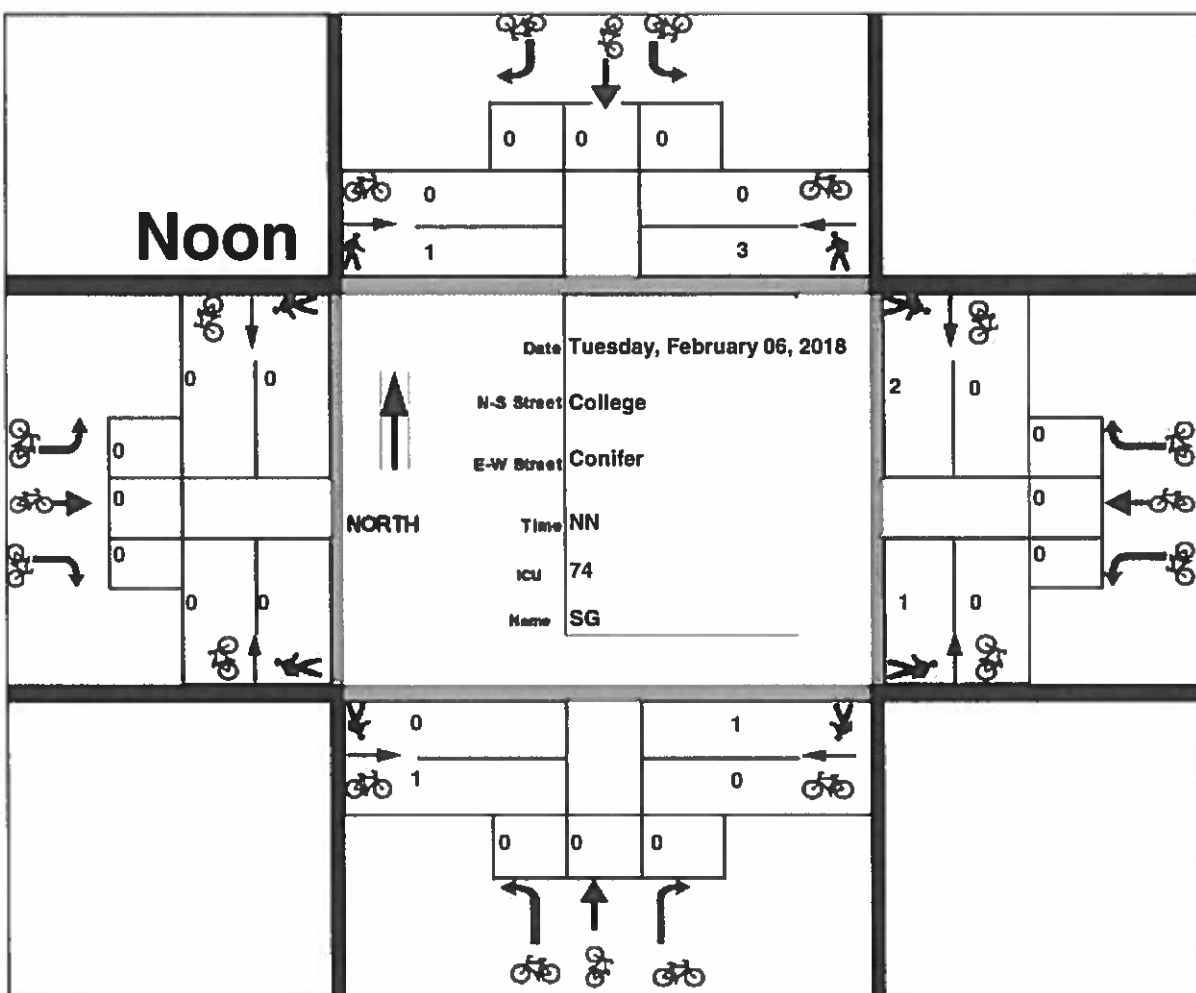 0 0 0
0 0
Noon
1 3
Date Tuesday, February 06, 2018
0 0
2 0
N-S Street College
0
0
E-W Street Conifer
0
0
NORTH
Time NN
0
0
ICU 74
0 0
1 0
Name SG
0 1
1 0
0 0 0